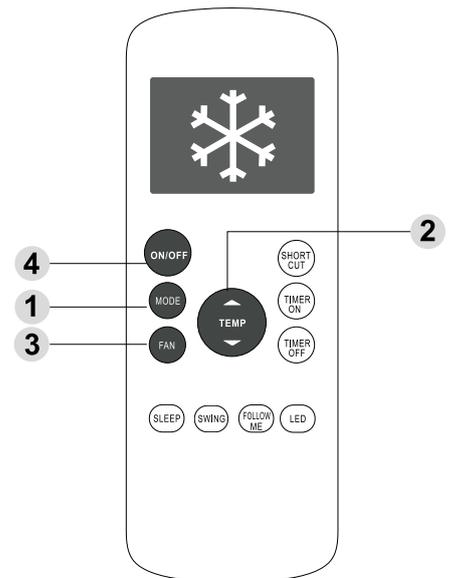 2
ON/OFF
SHORT
CUT
4
MODE
TIMER
ON
1
TEMP
FAN
TIMER
OFF
3
SLEEP
SWING
FOLLOW
ME
LED